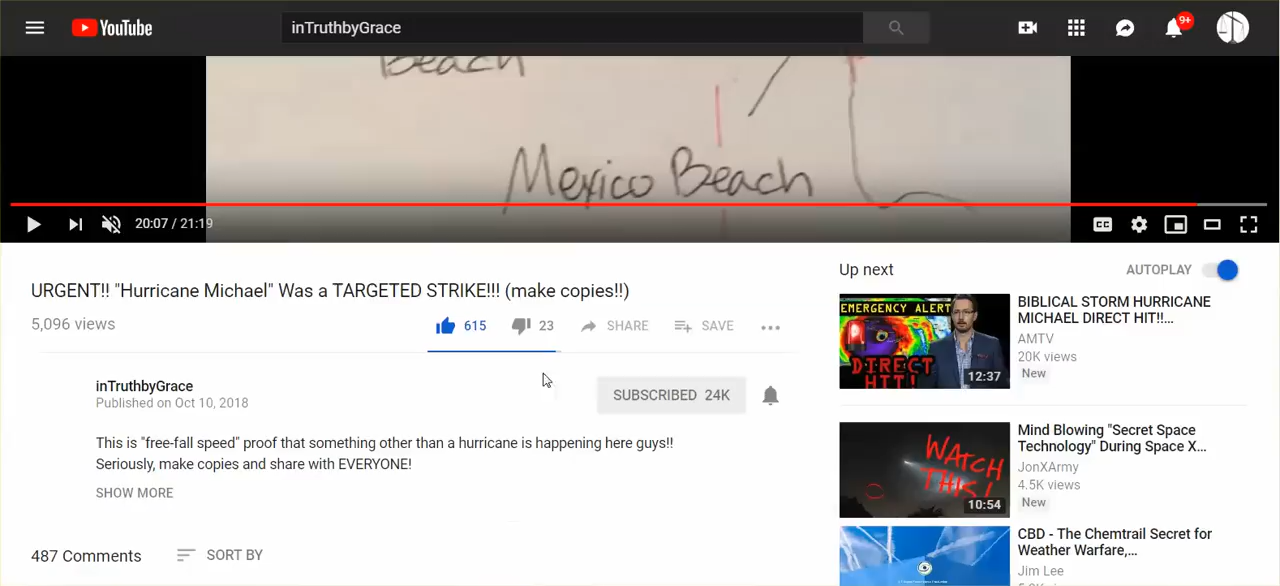 YouTube
inTruthbyGrace
9+
Beach
Mexico Beach
20:07 / 21:19
CC
URGENT!! "Hurricane Michael" Was a TARGETED STRIKE!!! (make copies!!)
5,096 views
615
23
SHARE
SAVE
inTruthbyGrace
Published on Oct 10, 2018
SUBSCRIBED 24K
This is "free-fall speed" proof that something other than a hurricane is happening here guys!!
Seriously, make copies and share with EVERYONE!
SHOW MORE
487 Comments
SORT BY
Up next
AUTOPLAY
EMERGENCY ALERT
DIRECT
HIT!
12:37
BIBLICAL STORM HURRICANE
MICHAEL DIRECT HIT!!...
AMTV
20K views
New
WATCH
THIS!
10:54
Mind Blowing "Secret Space
Technology" During Space X...
JonXArmy
4.5K views
New
CBD - The Chemtrail Secret for
Weather Warfare,...
Jim Lee